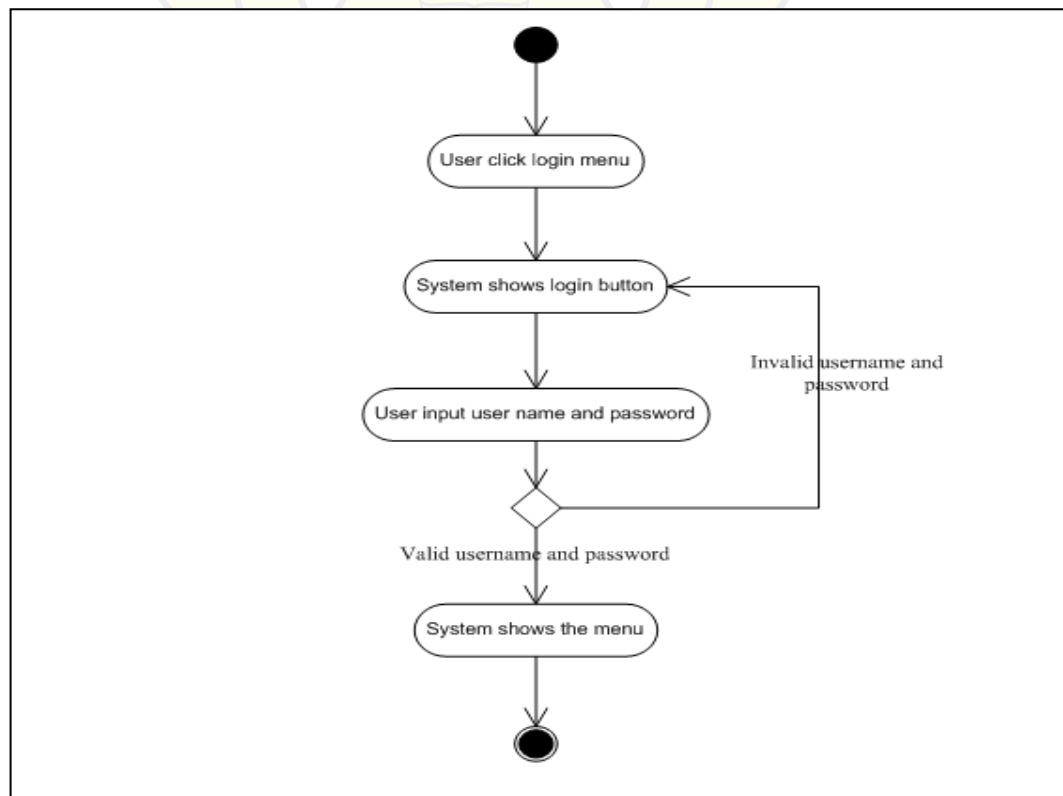 User click login menu
System shows login button
Invalid username and
password
User input user name and password
Valid username and password
System shows the menu